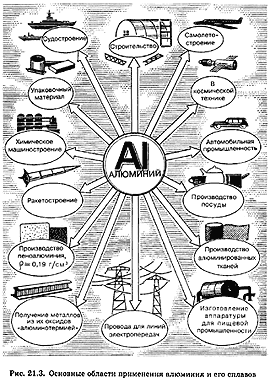 Судостроение
Строительство
Самолето-
строение
Упаковочный
материал
В
космической
технике
Химическое
машиностроение
Al
АЛЮМИНИЙ
Автомобильная
промышленность
Ракетостроение
Производство
посуды
Производство
пеноалюминия,
ρ=0,19 г/см³
Производство
алюминированных
тканей
Получение металлов
из их оксидов
«алюминотермией»
Провода для линий
электропередач
Изготовление
аппаратуры
для пищевой
промышленности
Рис. 21.3. Основные области применения алюминия и его сплавов